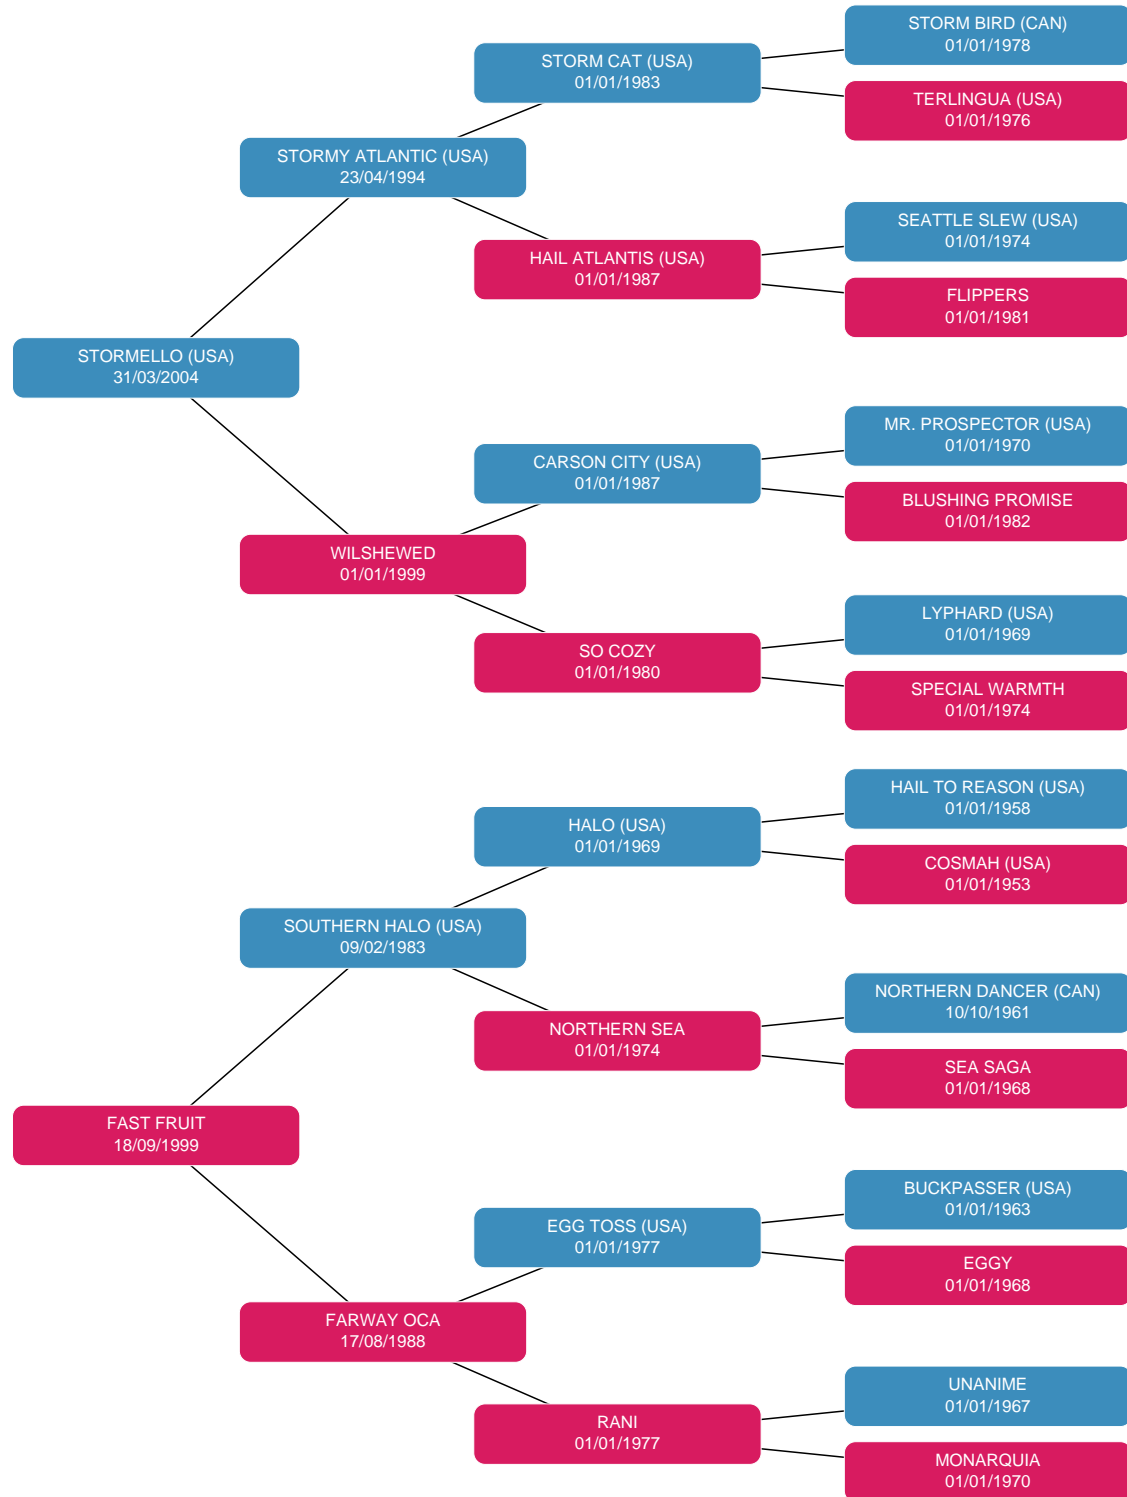 STORM BIRD (CAN)
01/01/1978
STORM CAT (USA)
01/01/1983
TERLINGUA (USA)
01/01/1976
STORMY ATLANTIC (USA)
23/04/1994
SEATTLE SLEW (USA)
01/01/1974
HAIL ATLANTIS (USA)
01/01/1987
FLIPPERS
01/01/1981
STORMELLO (USA)
31/03/2004
MR. PROSPECTOR (USA)
01/01/1970
CARSON CITY (USA)
01/01/1987
BLUSHING PROMISE
01/01/1982
WILSHEWED
01/01/1999
LYPHARD (USA)
01/01/1969
SO COZY
01/01/1980
SPECIAL WARMTH
01/01/1974
HAIL TO REASON (USA)
01/01/1958
HALO (USA)
01/01/1969
COSMAH (USA)
01/01/1953
SOUTHERN HALO (USA)
09/02/1983
NORTHERN DANCER (CAN)
10/10/1961
NORTHERN SEA
01/01/1974
SEA SAGA
01/01/1968
FAST FRUIT
18/09/1999
BUCKPASSER (USA)
01/01/1963
EGG TOSS (USA)
01/01/1977
EGGY
01/01/1968
FARWAY OCA
17/08/1988
UNANIME
01/01/1967
RANI
01/01/1977
MONARQUIA
01/01/1970